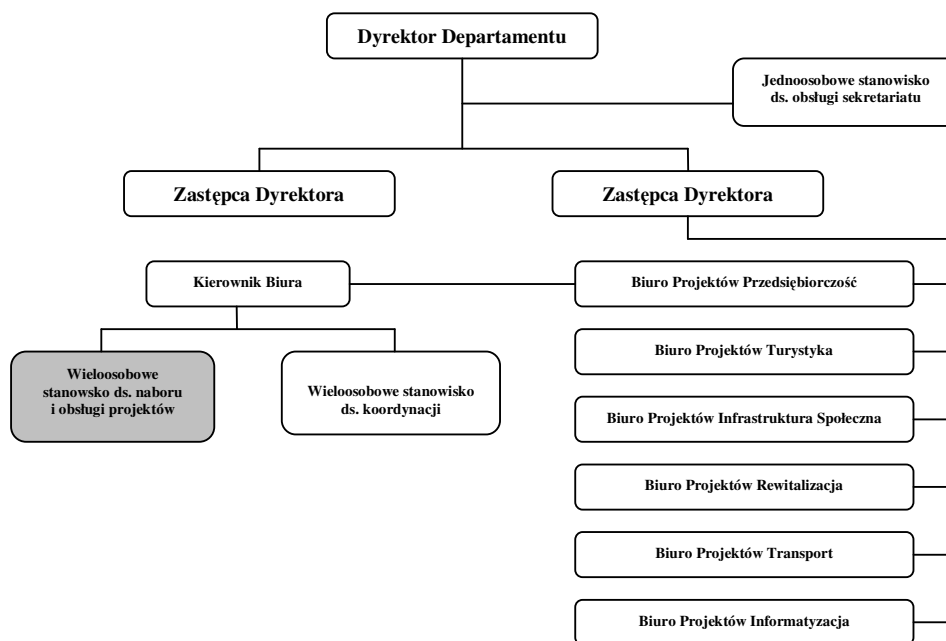 Dyrektor Departamentu
Jednoosobowe stanowisko
ds. obsługi sekretariatu
Zastępca Dyrektora
Zastępca Dyrektora
Kierownik Biura
Biuro Projektów Przedsiębiorczość
Biuro Projektów Turystyka
Wieloosobowe
stanowsko ds. naboru
i obsługi projektów
Wieloosobowe stanowisko
ds. koordynacji
Biuro Projektów Infrastruktura Społeczna
Biuro Projektów Rewitalizacja
Biuro Projektów Transport
Biuro Projektów Informatyzacja